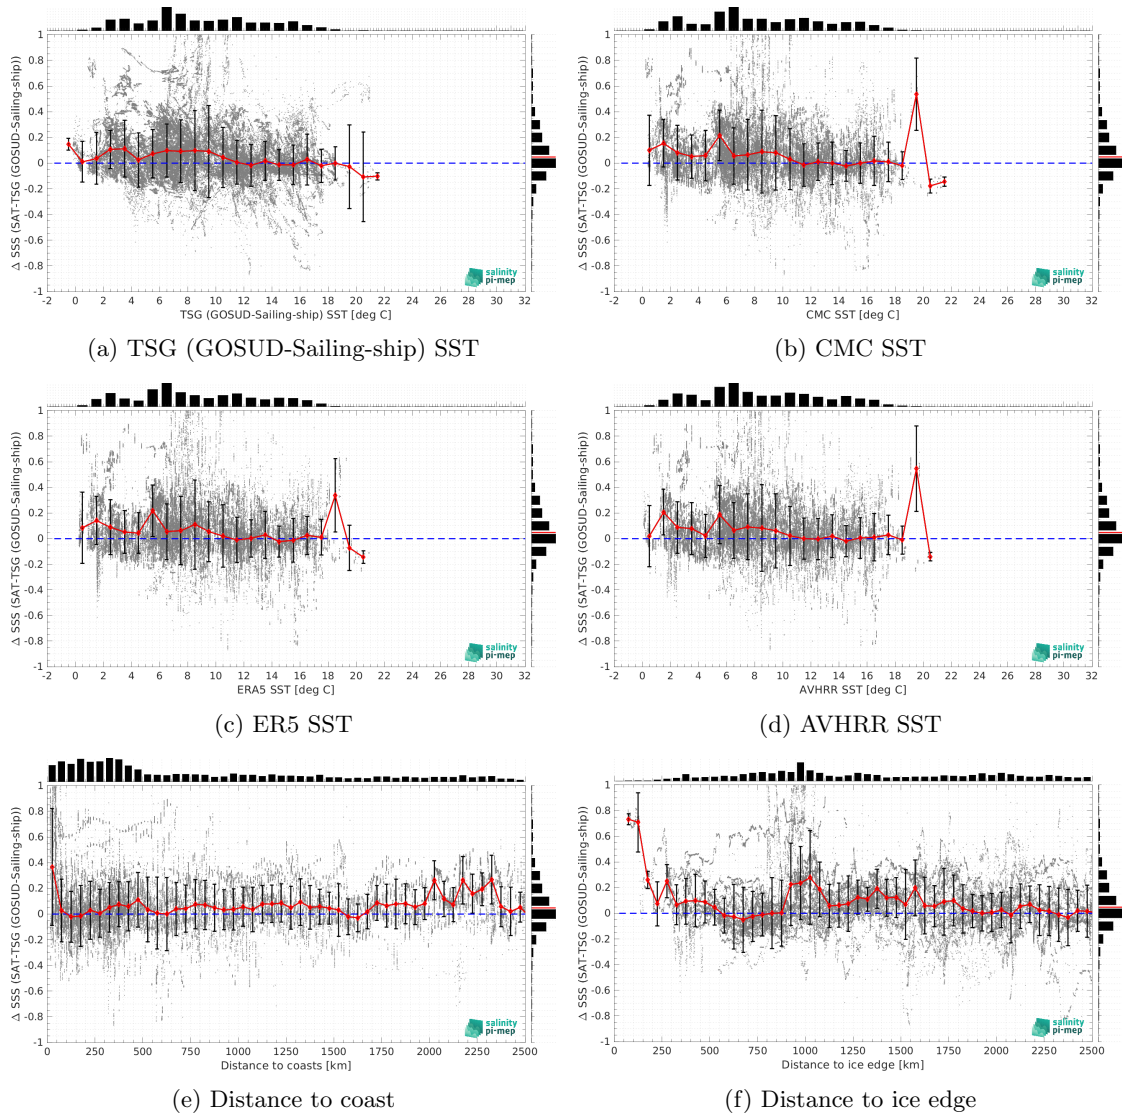 Δ SSS (SAT-TSG (GOSUD-Sailing-ship))
1
0.8
0.6
0.4
0.2
0
-0.2
-0.4
-0.6
-0.8
-1
salinity
pi-mep
-2 0 2 4 6 8 10 12 14 16 18 20 22 24 26 28 30 32
TSG (GOSUD-Sailing-ship) SST [deg C]
(a) TSG (GOSUD-Sailing-ship) SST
Δ SSS (SAT-TSG (GOSUD-Sailing-ship))
1
0.8
0.6
0.4
0.2
0
-0.2
-0.4
-0.6
-0.8
-1
salinity
pi-mep
-2 0 2 4 6 8 10 12 14 16 18 20 22 24 26 28 30 32
CMC SST [deg C]
(b) CMC SST
Δ SSS (SAT-TSG (GOSUD-Sailing-ship))
1
0.8
0.6
0.4
0.2
0
-0.2
-0.4
-0.6
-0.8
-1
salinity
pi-mep
-2 0 2 4 6 8 10 12 14 16 18 20 22 24 26 28 30 32
ERA5 SST [deg C]
(c) ER5 SST
Δ SSS (SAT-TSG (GOSUD-Sailing-ship))
1
0.8
0.6
0.4
0.2
0
-0.2
-0.4
-0.6
-0.8
-1
salinity
pi-mep
-2 0 2 4 6 8 10 12 14 16 18 20 22 24 26 28 30 32
AVHRR SST [deg C]
(d) AVHRR SST
Δ SSS (SAT-TSG (GOSUD-Sailing-ship))
1
0.8
0.6
0.4
0.2
0
-0.2
-0.4
-0.6
-0.8
-1
salinity
pi-mep
0 250 500 750 1000 1250 1500 1750 2000 2250 2500
Distance to coasts [km]
(e) Distance to coast
Δ SSS (SAT-TSG (GOSUD-Sailing-ship))
1
0.8
0.6
0.4
0.2
0
-0.2
-0.4
-0.6
-0.8
-1
salinity
pi-mep
0 250 500 750 1000 1250 1500 1750 2000 2250 2500
Distance to ice edge [km]
(f) Distance to ice edge